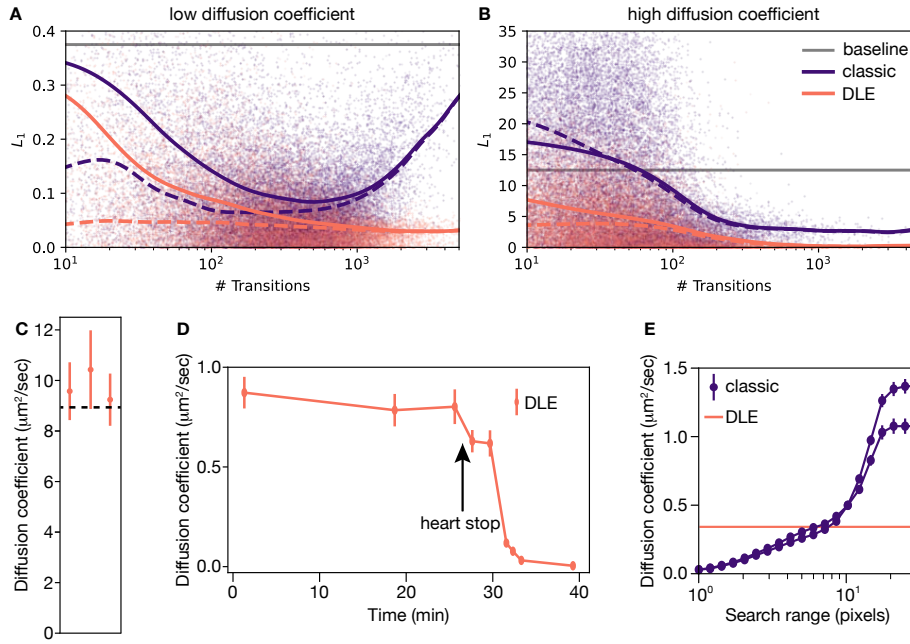 A
low diffusion coefficient
0.4
0.3
0.2
0.1
0.0
L₁
10¹
10²
10³
# Transitions
B
high diffusion coefficient
35
30
25
20
15
10
5
0
L₁
10¹
10²
10³
# Transitions
baseline
classic
DLE
C
12
10
8
6
4
2
0
Diffusion coefficient (μm²/sec)
D
1.0
0.5
0.0
Diffusion coefficient (μm²/sec)
DLE
heart stop
0
10
20
30
40
Time (min)
E
1.5
1.0
0.5
0.0
Diffusion coefficient (μm²/sec)
classic
DLE
10⁰
10¹
Search range (pixels)